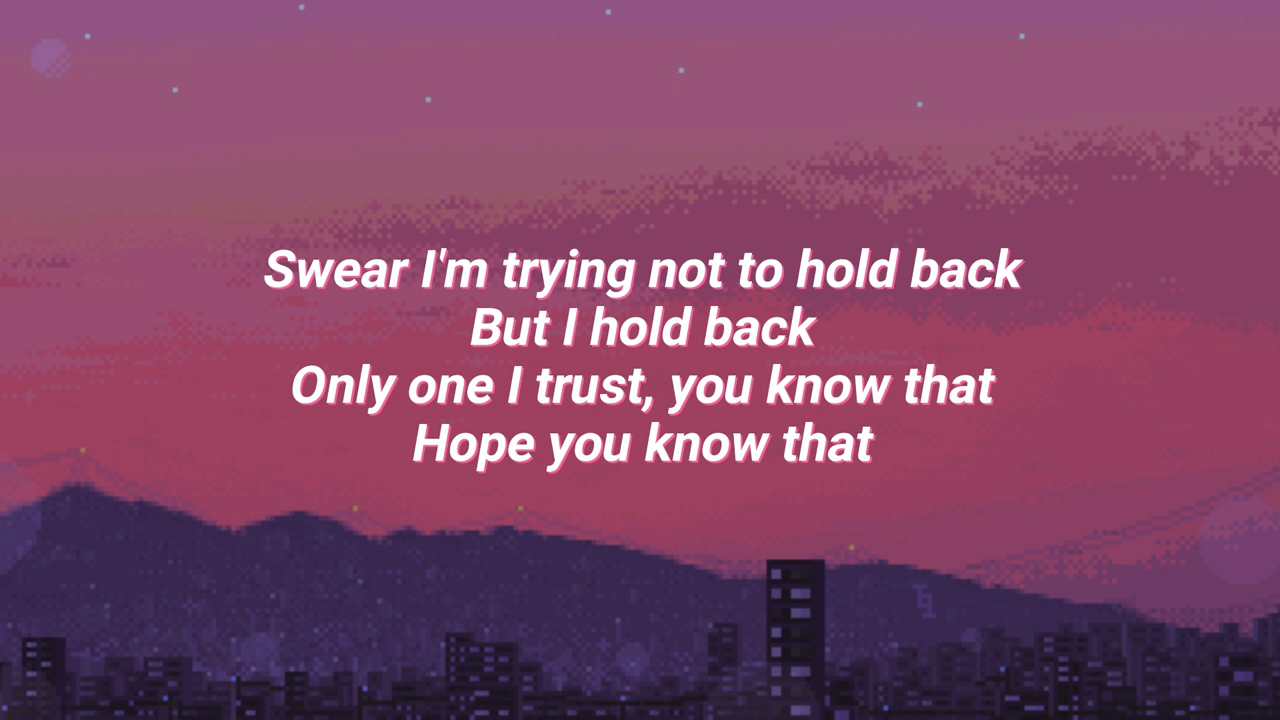 Swear I'm trying not to hold back
But I hold back
Only one I trust, you know that
Hope you know that